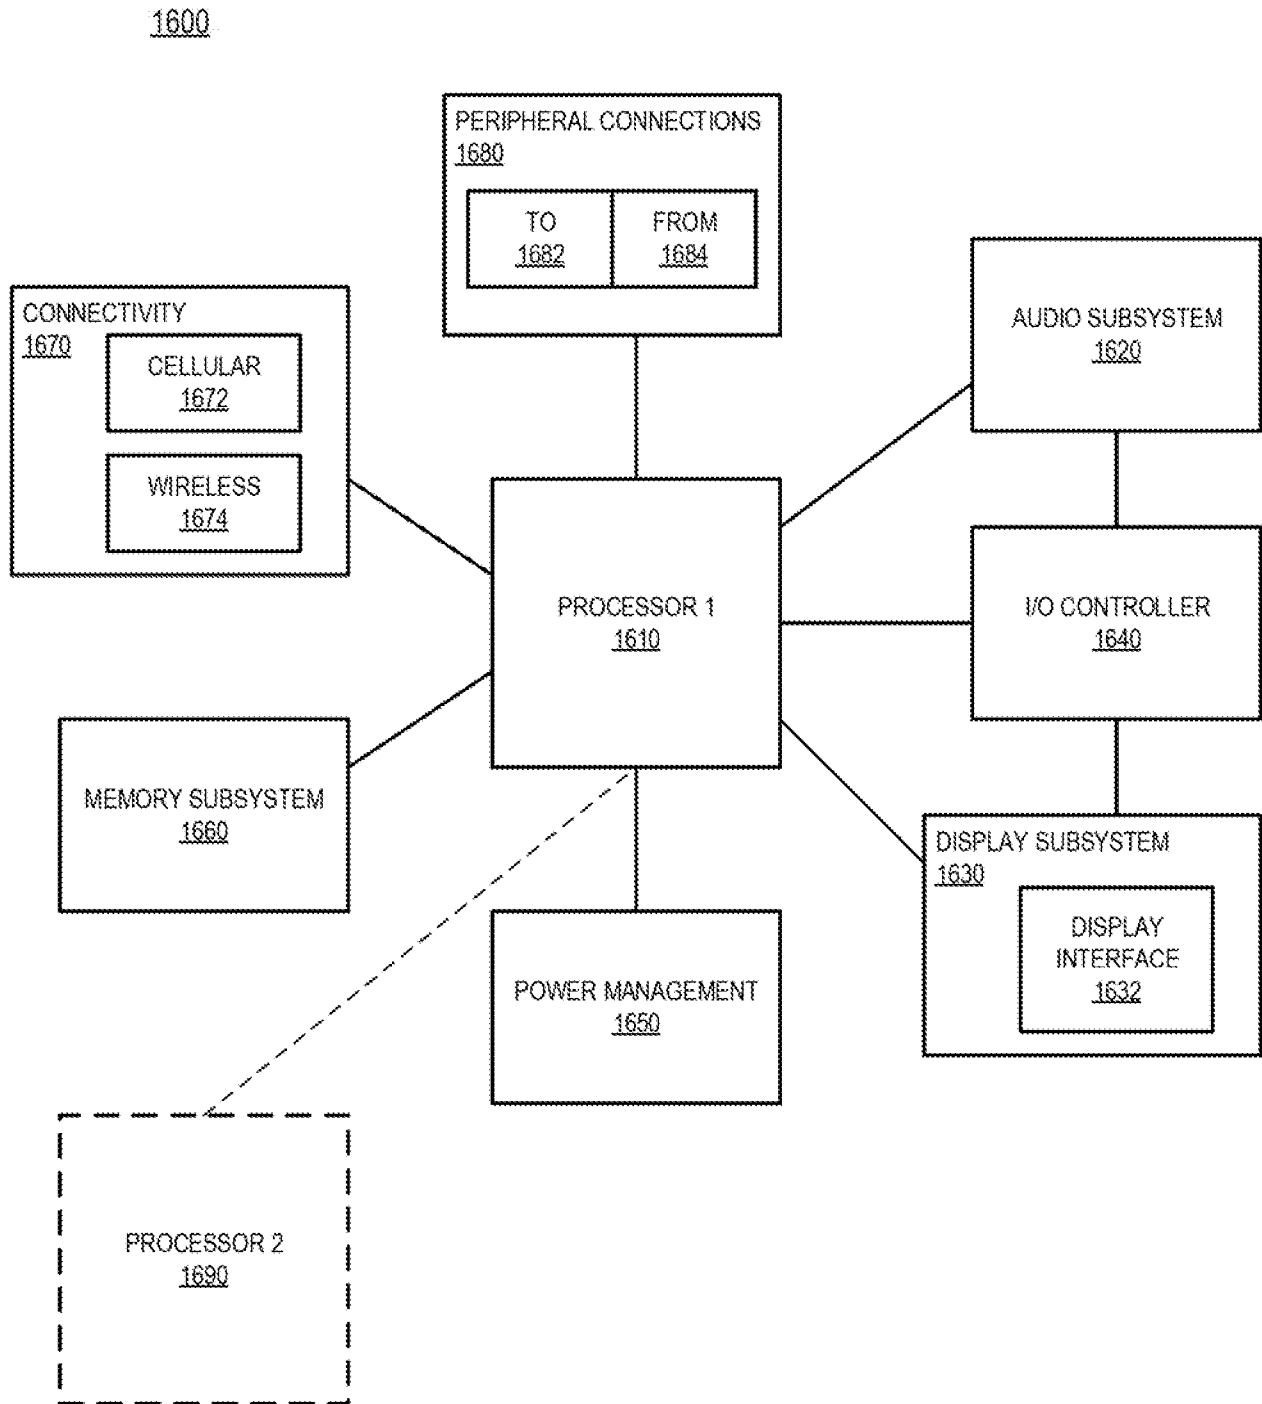 1600
PERIPHERAL CONNECTIONS
1680
TO
1682
FROM
1684
CONNECTIVITY
1670
CELLULAR
1672
WIRELESS
1674
AUDIO SUBSYSTEM
1620
PROCESSOR 1
1610
I/O CONTROLLER
1640
MEMORY SUBSYSTEM
1660
DISPLAY SUBSYSTEM
1630
DISPLAY
INTERFACE
1632
POWER MANAGEMENT
1650
PROCESSOR 2
1690